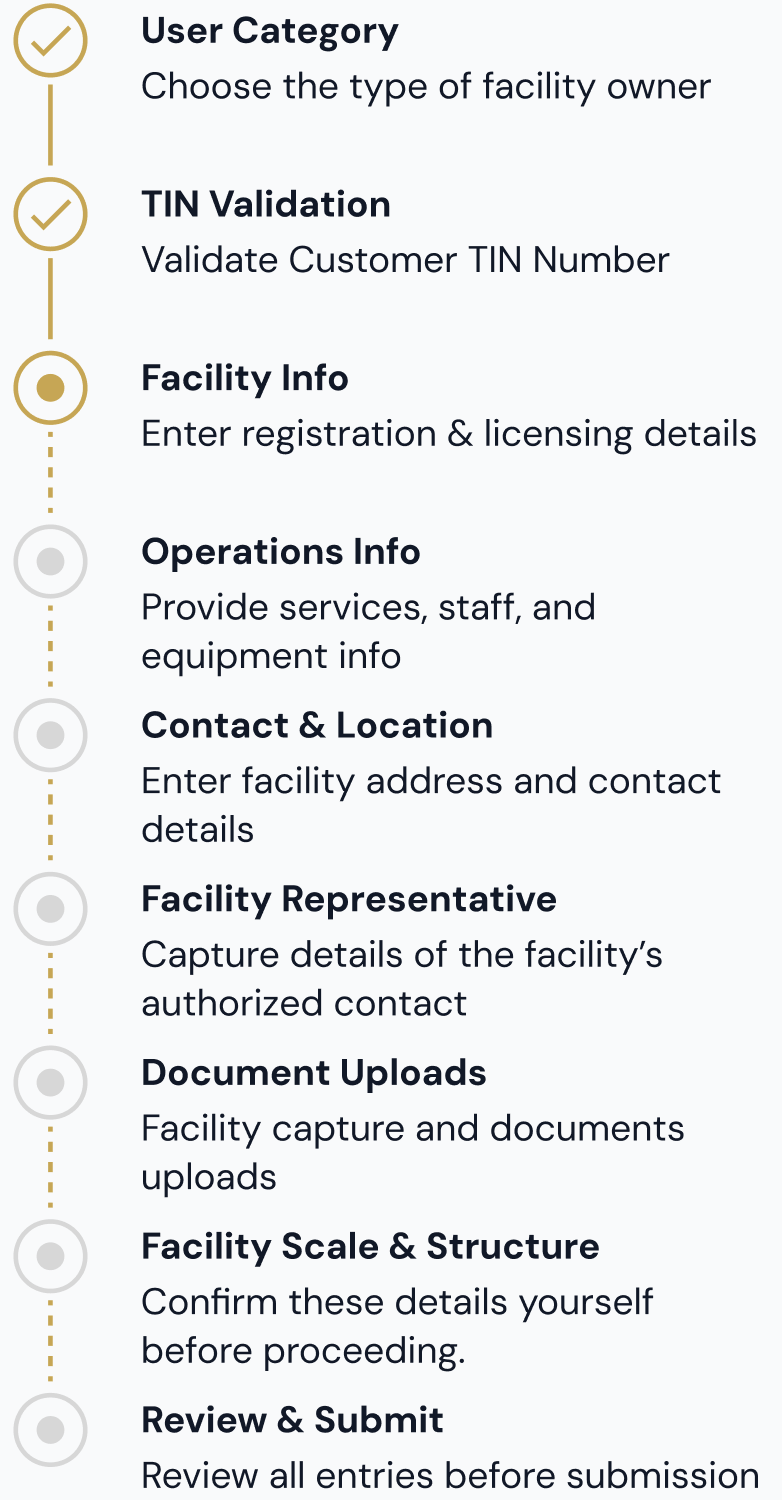 User Category
Choose the type of facility owner
TIN Validation
Validate Customer TIN Number
Facility Info
Enter registration & licensing details
Operations Info
Provide services, staff, and
equipment info
Contact & Location
Enter facility address and contact
details
Facility Representative
Capture details of the facility’s
authorized contact
Document Uploads
Facility capture and documents
uploads
Facility Scale & Structure
Confirm these details yourself
before proceeding.
Review & Submit
Review all entries before submission